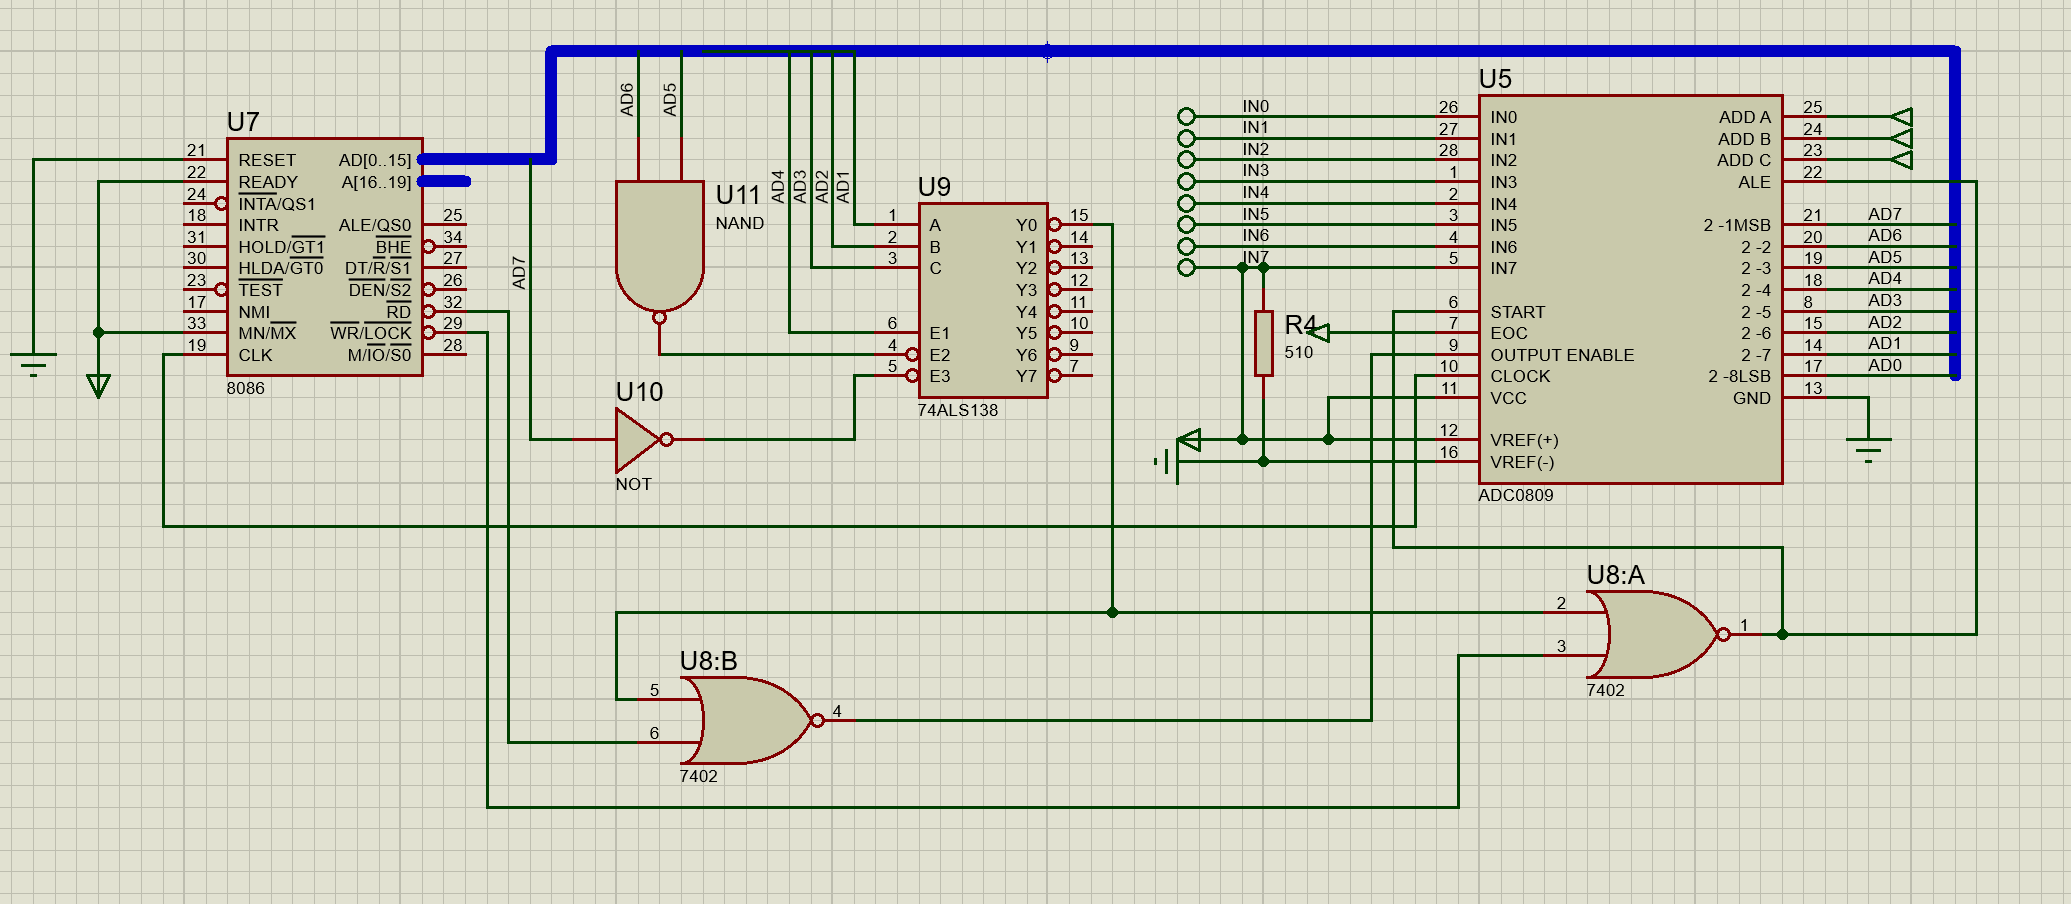 U7
21 RESET AD[0..15]
22 READY A[16..19]
24 INTA/QS1
18 INTR ALE/QS0 25
31 HOLD/GT1 BHE 34
30 HLDA/GT0 DT/R/S1 27
23 TEST DEN/S2 26
17 NMI RD 32
33 MN/MX WR/LOCK 29
19 CLK M/IO/S0 28
8086
AD6
AD5
AD7
U11
NAND
AD4
AD3
AD2
AD1
U10
NOT
U9
1 A Y0 15
2 B Y1 14
3 C Y2 13
Y3 12
Y4 11
6 E1 Y5 10
4 E2 Y6 9
5 E3 Y7 7
74ALS138
IN0
IN1
IN2
IN3
IN4
IN5
IN6
IN7
R4
510
U5
26 IN0 ADD A 25
27 IN1 ADD B 24
28 IN2 ADD C 23
1 IN3 ALE 22
2 IN4
3 IN5 2 -1MSB 21 AD7
4 IN6 2 -2 20 AD6
5 IN7 2 -3 19 AD5
2 -4 18 AD4
6 START 2 -5 8 AD3
7 EOC 2 -6 15 AD2
9 OUTPUT ENABLE 2 -7 14 AD1
10 CLOCK 2 -8LSB 17 AD0
11 VCC GND 13
12 VREF(+)
16 VREF(-)
ADC0809
U8:A
2
3
1
7402
U8:B
5
6
4
7402